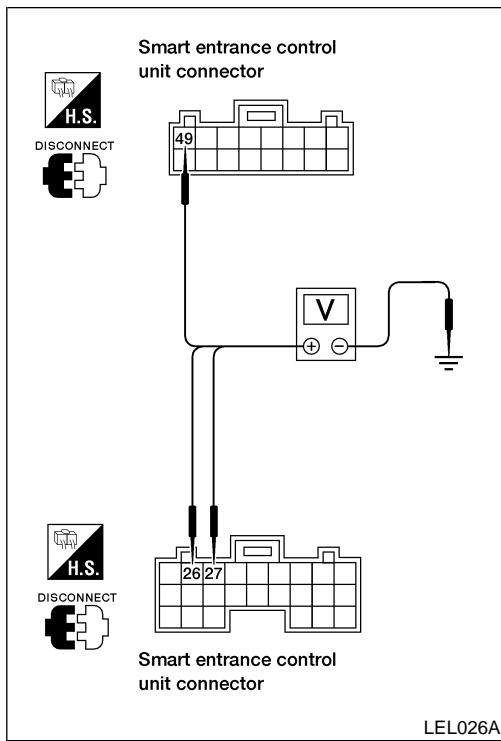 Smart entrance control
unit connector
H.S.
DISCONNECT
49
V
+ −
26 27
H.S.
DISCONNECT
Smart entrance control
unit connector
LEL026A